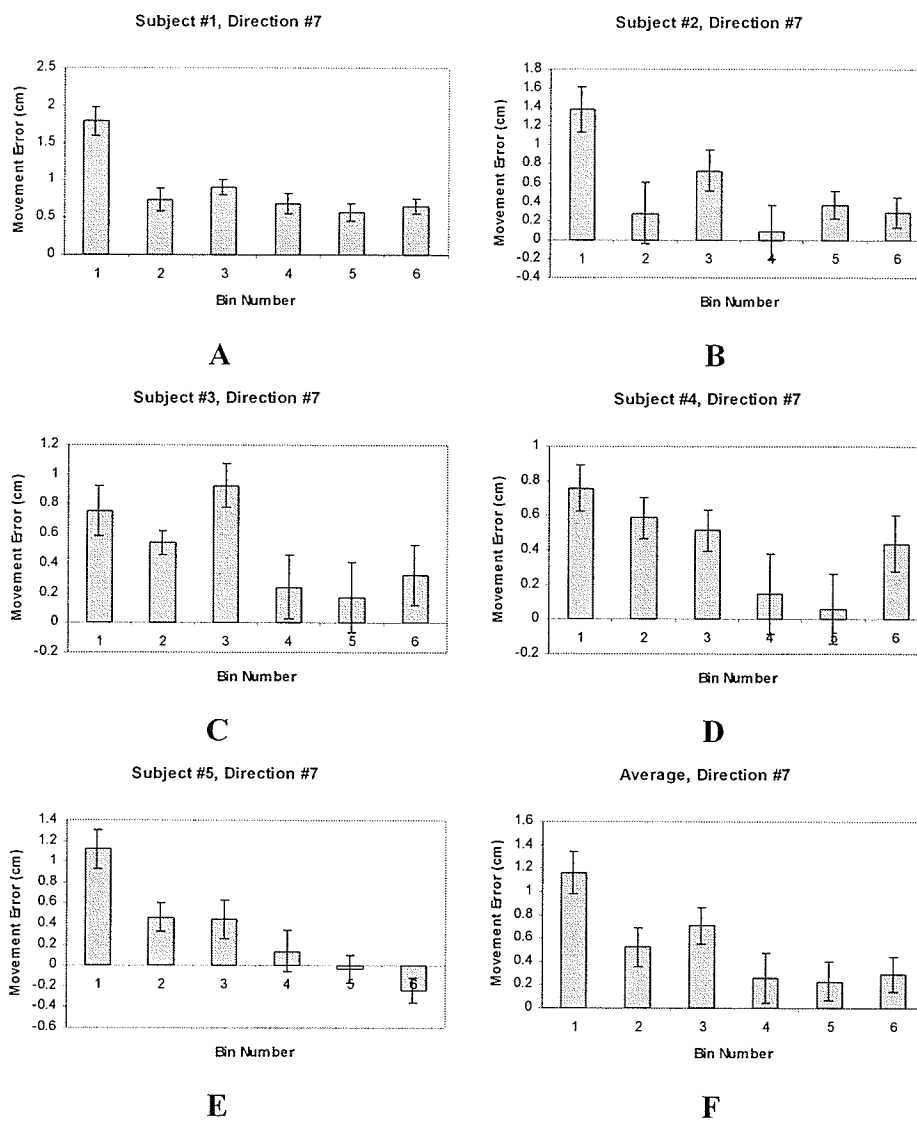 Subject #1, Direction #7
Movement Error (cm)
2.5
2
1.5
1
0.5
0
1 2 3 4 5 6
Bin Number
A
Subject #2, Direction #7
Movement Error (cm)
1.8
1.6
1.4
1.2
1
0.8
0.6
0.4
0.2
0
-0.2
-0.4
1 2 3 4 5 6
Bin Number
B
Subject #3, Direction #7
Movement Error (cm)
1.2
1
0.8
0.6
0.4
0.2
0
-0.2
1 2 3 4 5 6
Bin Number
C
Subject #4, Direction #7
Movement Error (cm)
1
0.8
0.6
0.4
0.2
0
-0.2
1 2 3 4 5 6
Bin Number
D
Subject #5, Direction #7
Movement Error (cm)
1.4
1.2
1
0.8
0.6
0.4
0.2
0
-0.2
-0.4
-0.6
1 2 3 4 5 6
Bin Number
E
Average, Direction #7
Movement Error (cm)
1.6
1.4
1.2
1
0.8
0.6
0.4
0.2
0
1 2 3 4 5 6
Bin Number
F